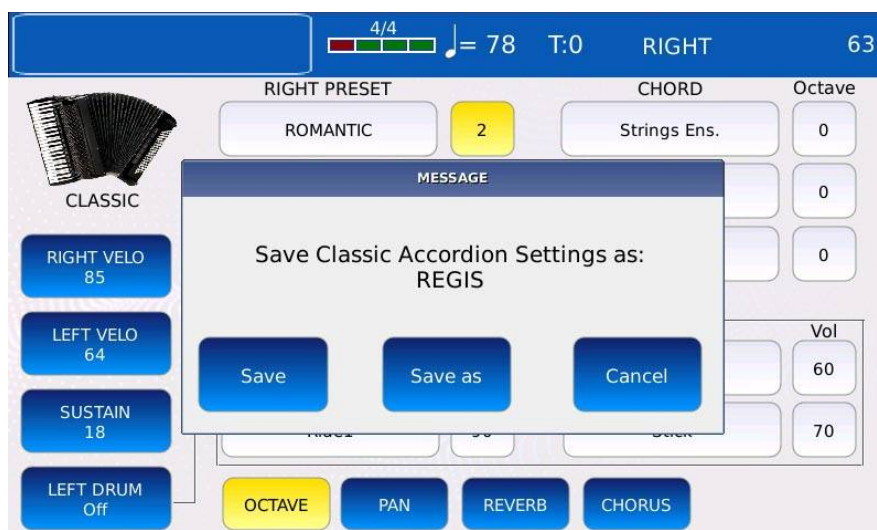 4/4
= 78 T:0 RIGHT 63
RIGHT PRESET CHORD Octave
ROMANTIC 2 Strings Ens. 0
CLASSIC
MESSAGE
0
Save Classic Accordion Settings as:
REGIS
0
RIGHT VELO
85
LEFT VELO
64
Vol
Save Save as Cancel
60
SUSTAIN
18
70
LEFT DRUM
Off
OCTAVE PAN REVERB CHORUS